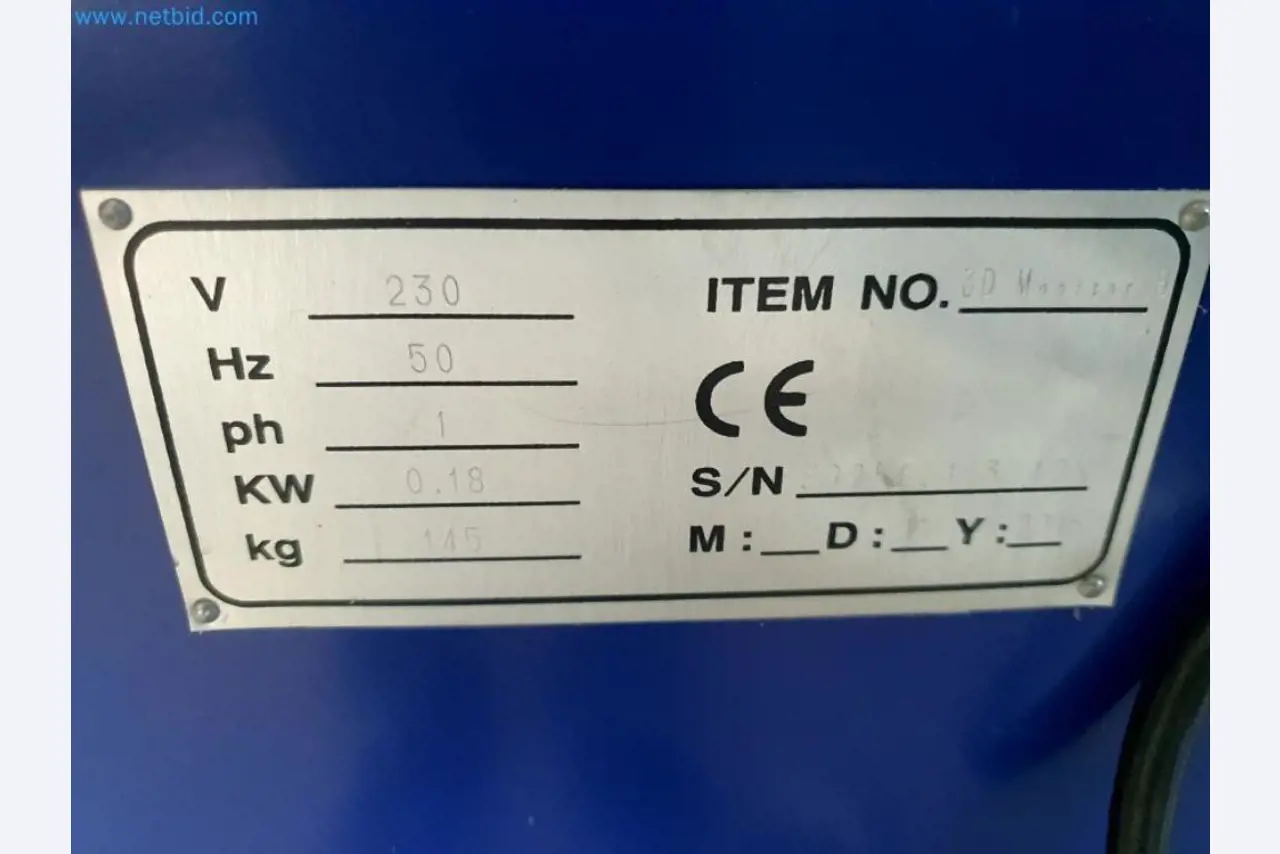 www.netbid.com
V 230
Hz 50
ph 1
KW 0.18
kg 145
ITEM NO.
CE
S/N
M: D: Y: